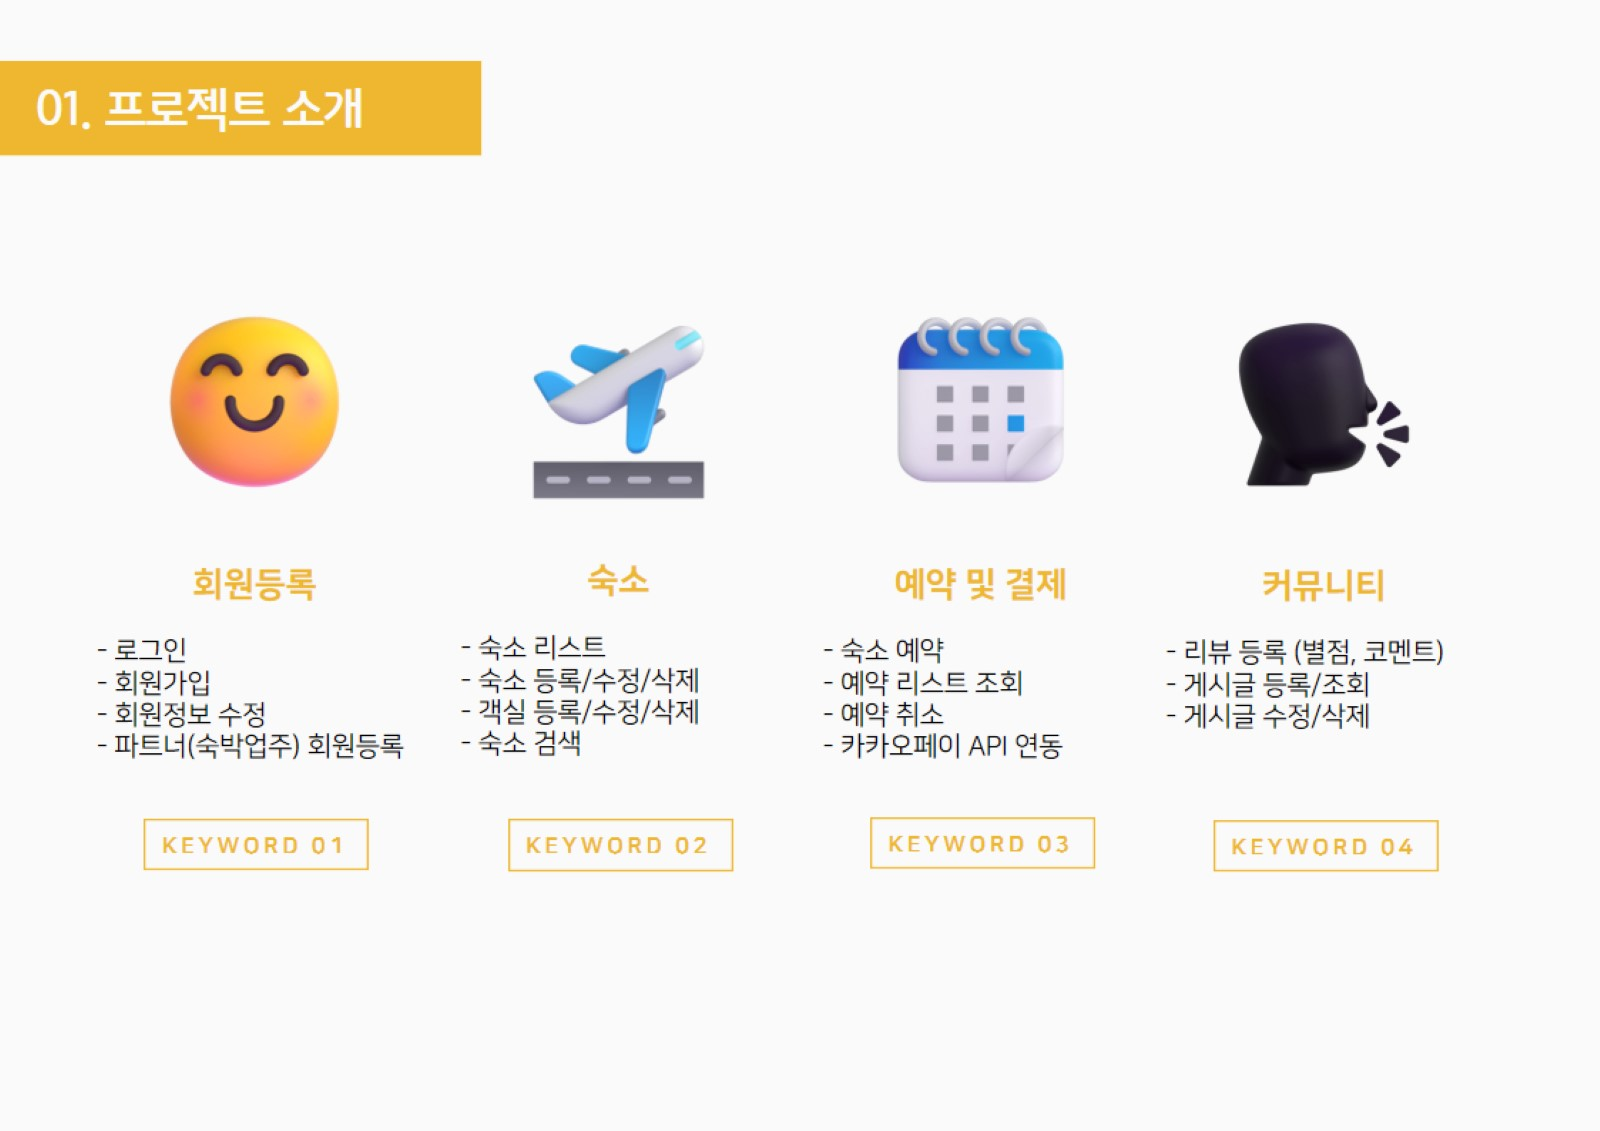 01. 프로젝트 소개
회원등록
- 로그인
- 회원가입
- 회원정보 수정
- 파트너(숙박업주) 회원등록
KEYWORD 01
숙소
- 숙소 리스트
- 숙소 등록/수정/삭제
- 객실 등록/수정/삭제
- 숙소 검색
KEYWORD 02
예약 및 결제
- 숙소 예약
- 예약 리스트 조회
- 예약 취소
- 카카오페이 API 연동
KEYWORD 03
커뮤니티
- 리뷰 등록 (별점, 코멘트)
- 게시글 등록/조회
- 게시글 수정/삭제
KEYWORD 04